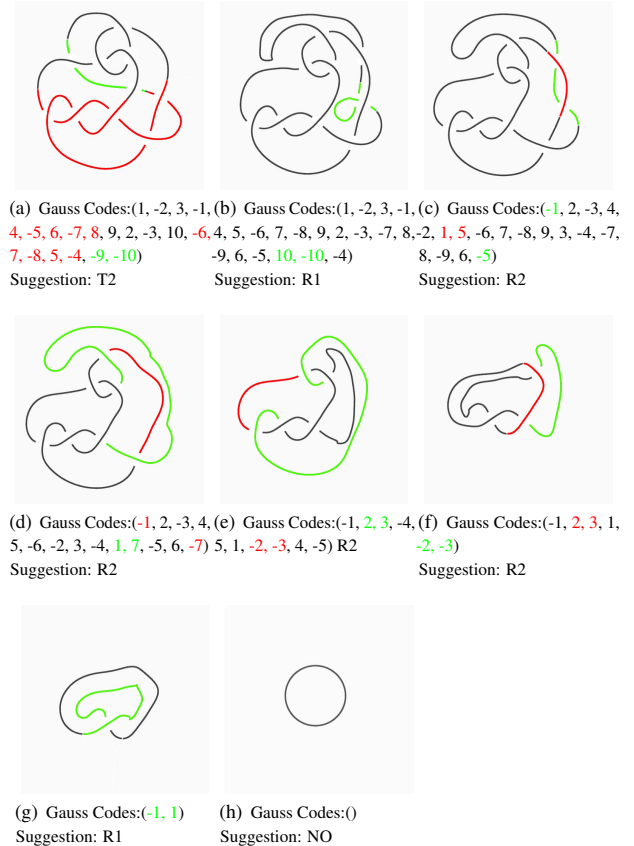 (a) Gauss Codes:(1, -2, 3, -1,
4, -5, 6, -7, 8, 9, 2, -3, 10, -6,
7, -8, 5, -4, -9, -10)
Suggestion: T2
(b) Gauss Codes:(1, -2, 3, -1,
4, 5, -6, 7, -8, 9, 2, -3, -7, 8,
-9, 6, -5, 10, -10, -4)
Suggestion: R1
(c) Gauss Codes:(-1, 2, -3, 4,
-2, 1, 5, -6, 7, -8, 9, 3, -4, -7,
8, -9, 6, -5)
Suggestion: R2
(d) Gauss Codes:(-1, 2, -3, 4,
5, -6, -2, 3, -4, 1, 7, -5, 6, -7)
Suggestion: R2
(e) Gauss Codes:(-1, 2, 3, -4,
5, 1, -2, -3, 4, -5) R2
(f) Gauss Codes:(-1, 2, 3, 1,
-2, -3)
Suggestion: R2
(g) Gauss Codes:(-1, 1)
Suggestion: R1
(h) Gauss Codes:()
Suggestion: NO